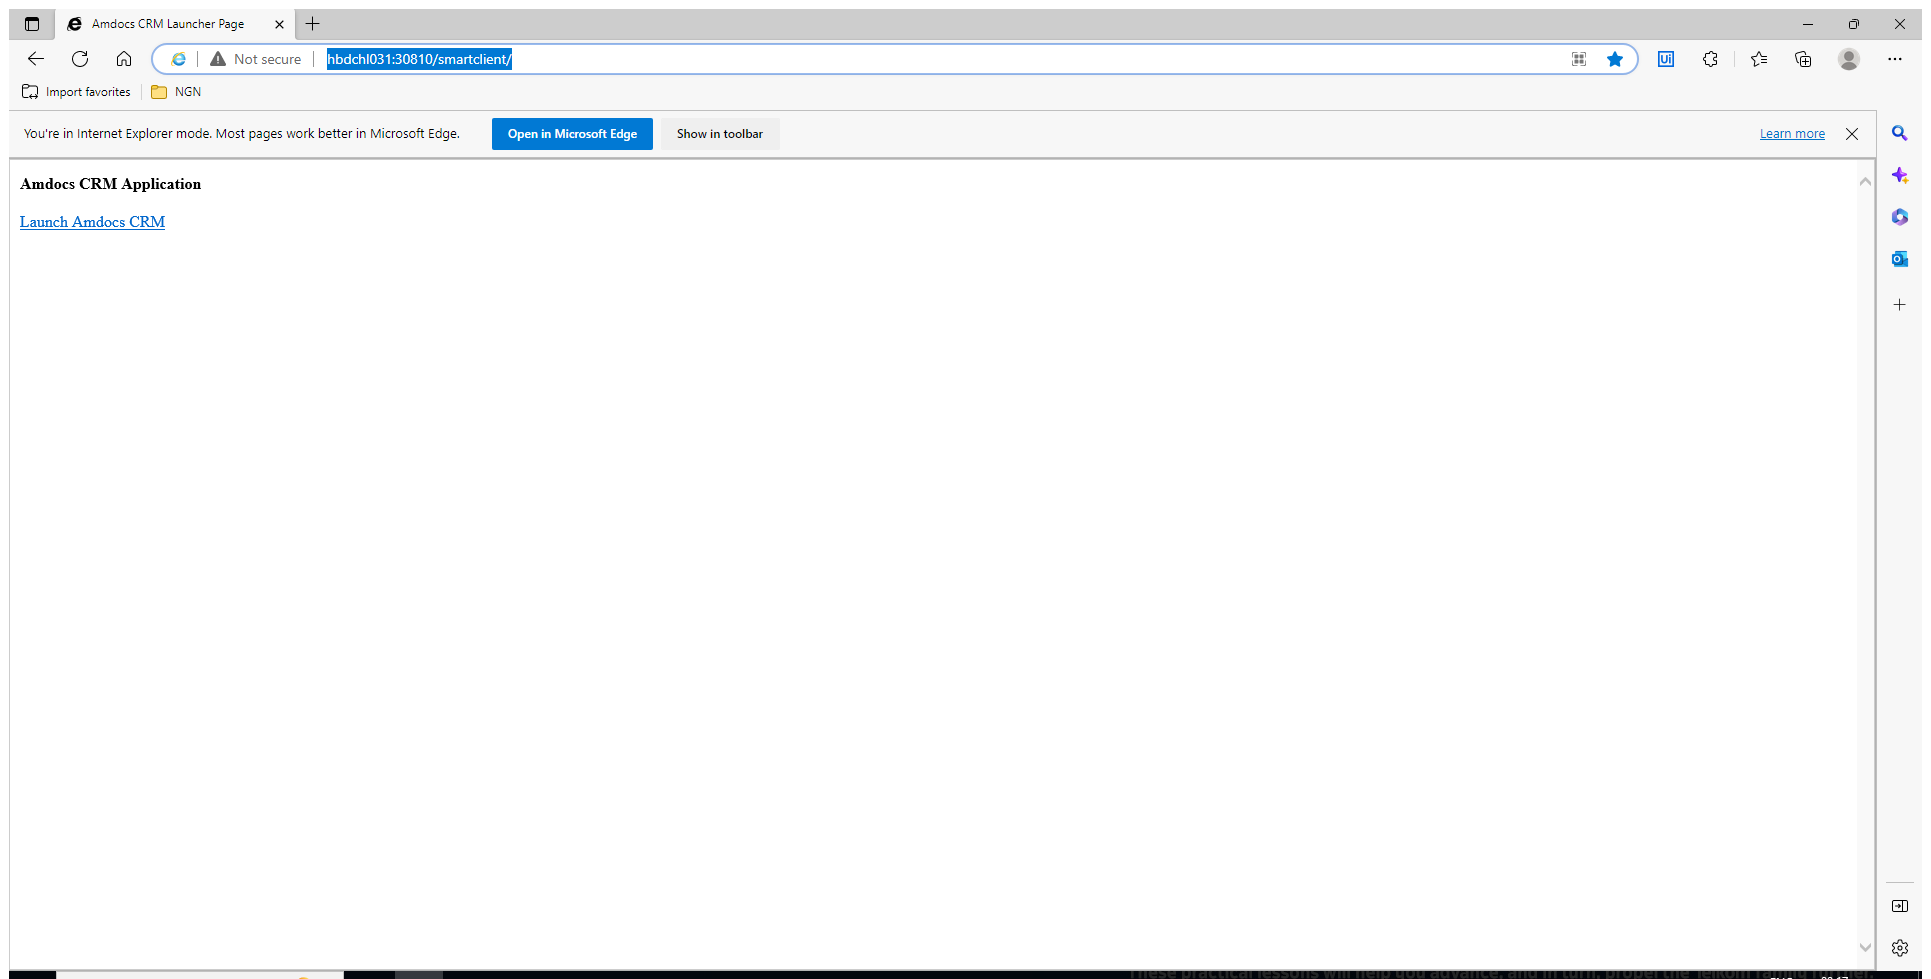 Amdocs CRM Launcher Page
Not secure
hbdchl031:30810/smartclient/
Ui
Import favorites
NGN
You're in Internet Explorer mode. Most pages work better in Microsoft Edge.
Open in Microsoft Edge
Show in toolbar
Learn more
Amdocs CRM Application
Launch Amdocs CRM